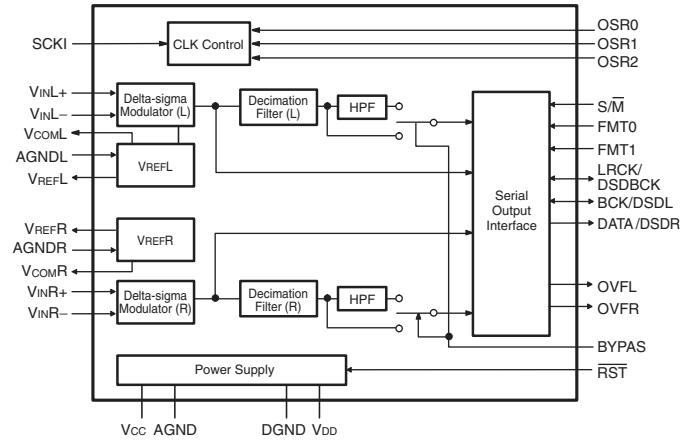 SCKI
CLK Control
OSR0
OSR1
OSR2
VINL+
VINL–
VCOML
AGNDL
VREFL
Delta-sigma
Modulator (L)
VREFL
Decimation
Filter (L)
HPF
S/M̅
FMT0
FMT1
LRCK/
DSDBCK
BCK/DSDL
DATA/DSDR
Serial
Output
Interface
VREFR
AGNDR
VCOMR
VINR+
VINR–
VREFR
Delta-sigma
Modulator (R)
Decimation
Filter (R)
HPF
OVFL
OVFR
BYPAS
R̅S̅T̅
Power Supply
VCC AGND DGND VDD